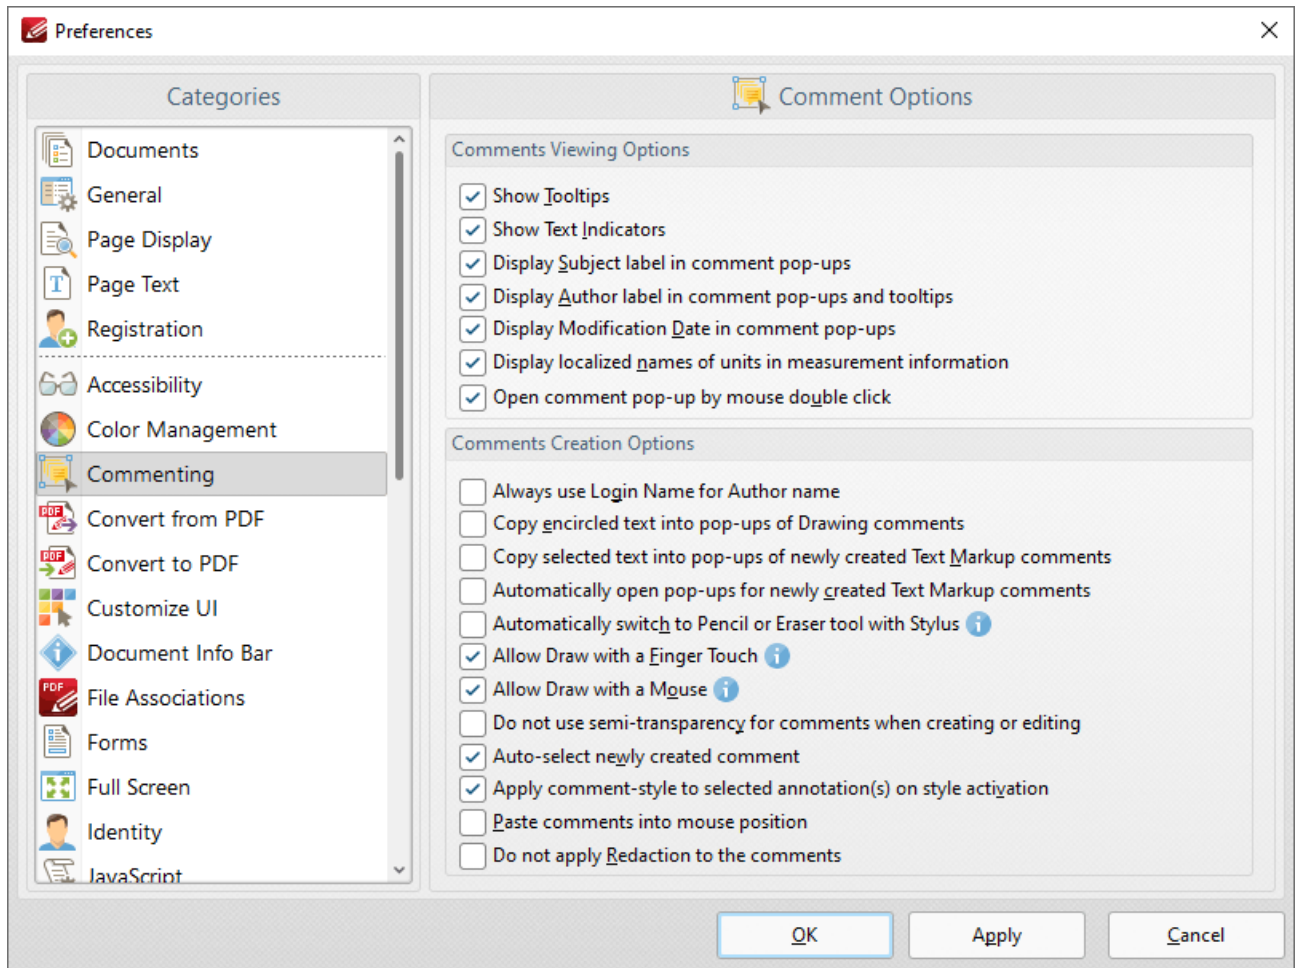 Preferences
Categories
Documents
General
Page Display
Page Text
Registration
Accessibility
Color Management
Commenting
Convert from PDF
Convert to PDF
Customize UI
Document Info Bar
File Associations
Forms
Full Screen
Identity
JavaScript
Comment Options
Comments Viewing Options
Show Tooltips
Show Text Indicators
Display Subject label in comment pop-ups
Display Author label in comment pop-ups and tooltips
Display Modification Date in comment pop-ups
Display localized names of units in measurement information
Open comment pop-up by mouse double click
Comments Creation Options
Always use Login Name for Author name
Copy encircled text into pop-ups of Drawing comments
Copy selected text into pop-ups of newly created Text Markup comments
Automatically open pop-ups for newly created Text Markup comments
Automatically switch to Pencil or Eraser tool with Stylus
Allow Draw with a Finger Touch
Allow Draw with a Mouse
Do not use semi-transparency for comments when creating or editing
Auto-select newly created comment
Apply comment-style to selected annotation(s) on style activation
Paste comments into mouse position
Do not apply Redaction to the comments
OK
Apply
Cancel